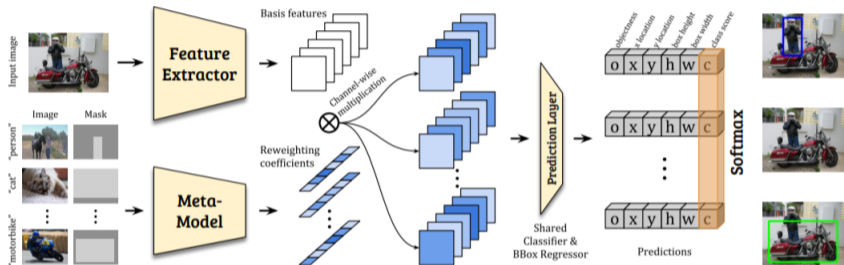 Input image
Feature
Extractor
Basis features
Channel-wise
multiplication
Image
Mask
"person"
"cat"
"motorbike"
Meta-
Model
Reweighting
coefficients
Prediction Layer
Shared
Classifier &
BBox Regressor
objectness
x location
y location
box height
box width
class score
o x y h w c
o x y h w c
o x y h w c
Predictions
Softmax